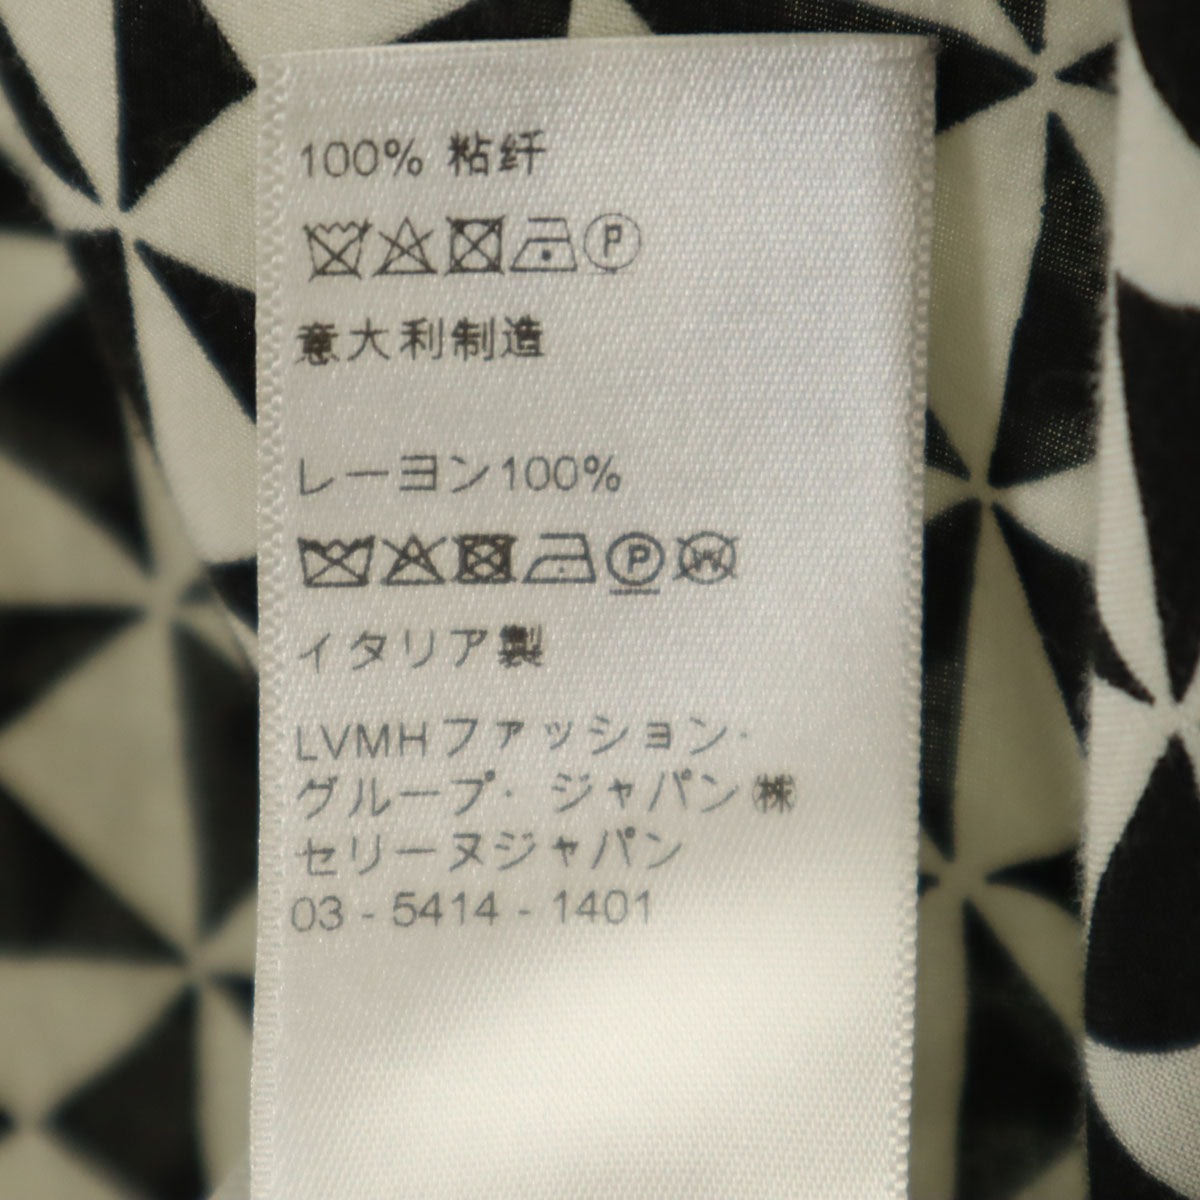 100% 粘纤
P
意大利制造
レーヨン100%
P W
イタリア製
LVMHファッション・
グループ・ジャパン㈱
セリーヌジャパン
03 - 5414 - 1401